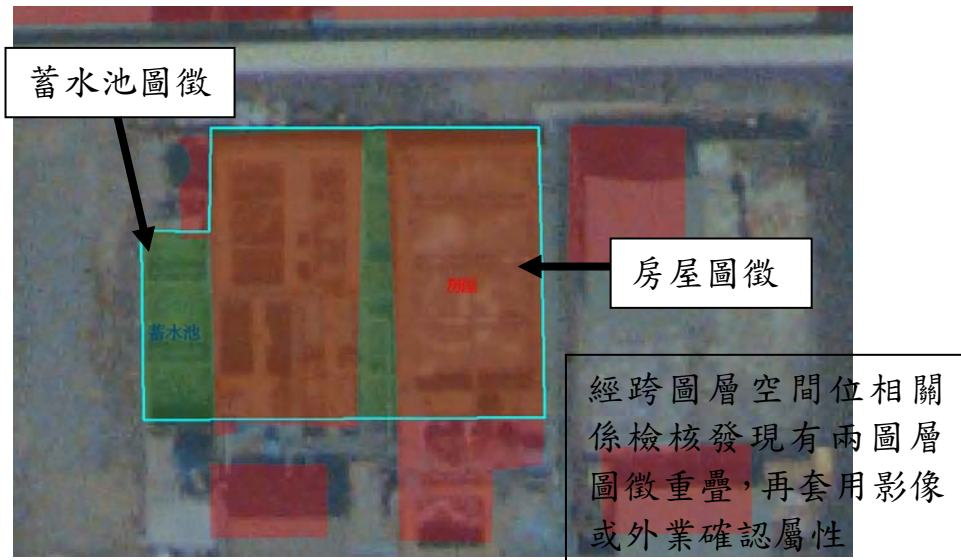 蓄水池圖徵
房屋圖徵
房屋
蓄水池
經跨圖層空間位相關
係檢核發現有兩圖層
圖徵重疊，再套用影像
或外業確認屬性